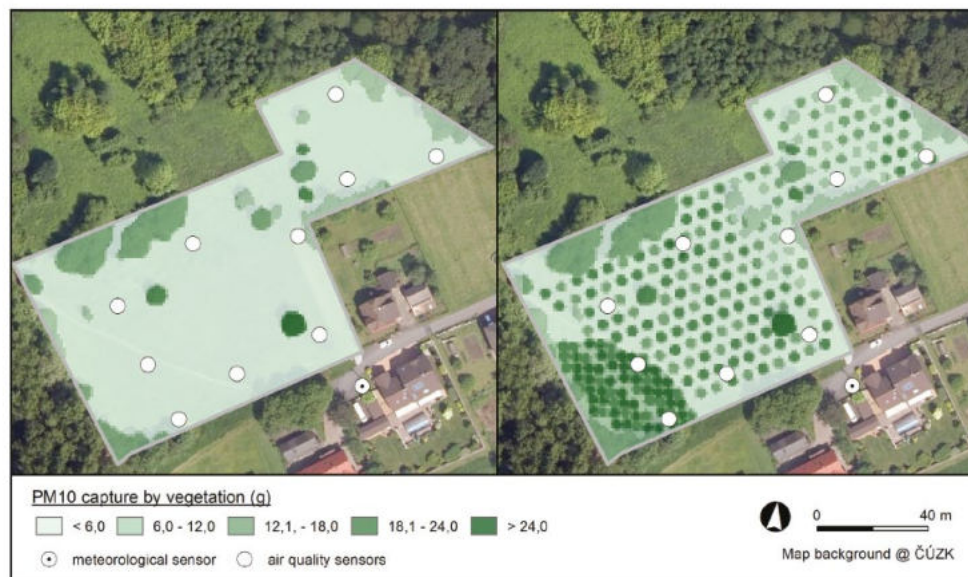 PM10 capture by vegetation (g)
< 6,0 6,0 - 12,0 12,1, - 18,0 18,1 - 24,0 > 24,0
meteorological sensor air quality sensors
0 40 m
Map background @ ČÚZK